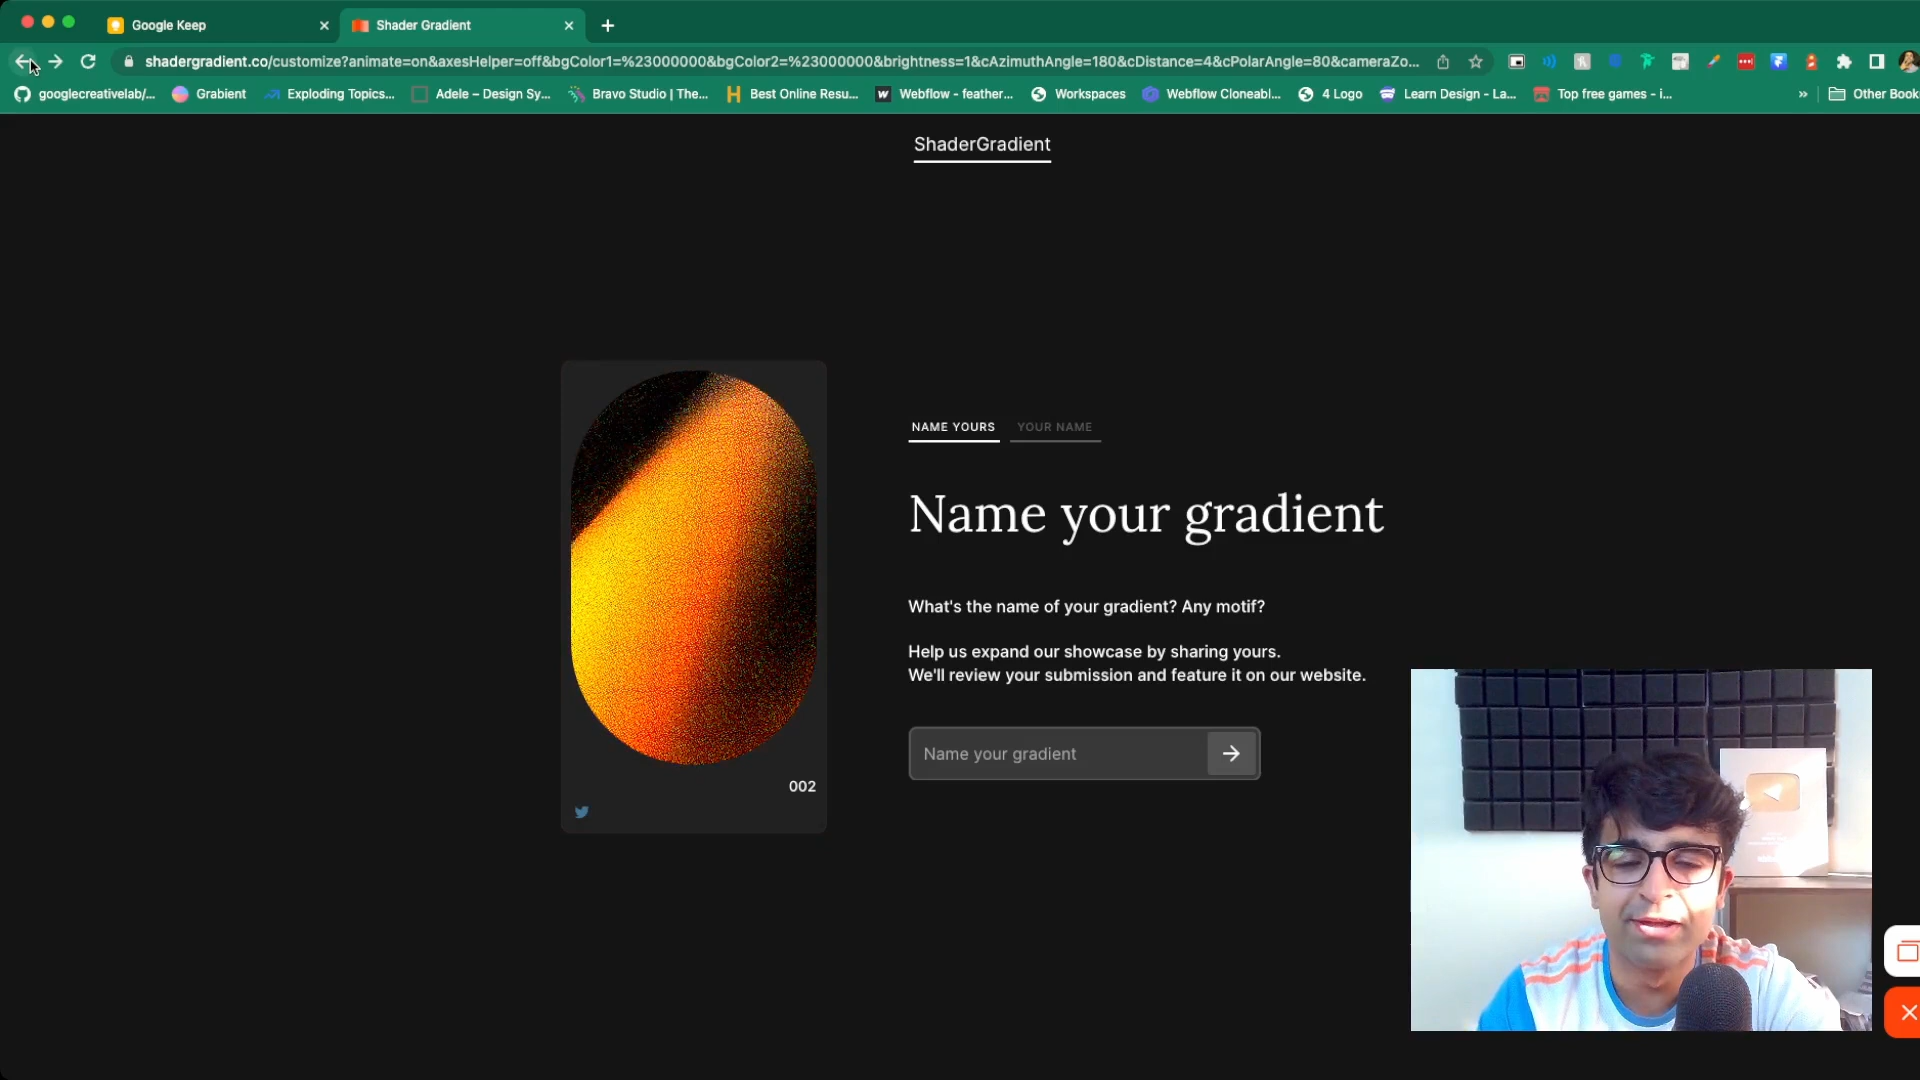 Google Keep
Shader Gradient
shadergradient.co/customize?animate=on&axesHelper=off&bgColor1=%23000000&bgColor2=%23000000&brightness=1&cAzimuthAngle=180&cDistance=4&cPolarAngle=80&cameraZo...
googlecreativelab/... Grabient Exploding Topics... Adele – Design Sy... Bravo Studio | The... Best Online Resu... Webflow - feather... Workspaces Webflow Cloneabl... 4 Logo Learn Design - La... Top free games - i... » Other Book
ShaderGradient
NAME YOURS YOUR NAME
Name your gradient
What's the name of your gradient? Any motif?
Help us expand our showcase by sharing yours.
We'll review your submission and feature it on our website.
Name your gradient
002